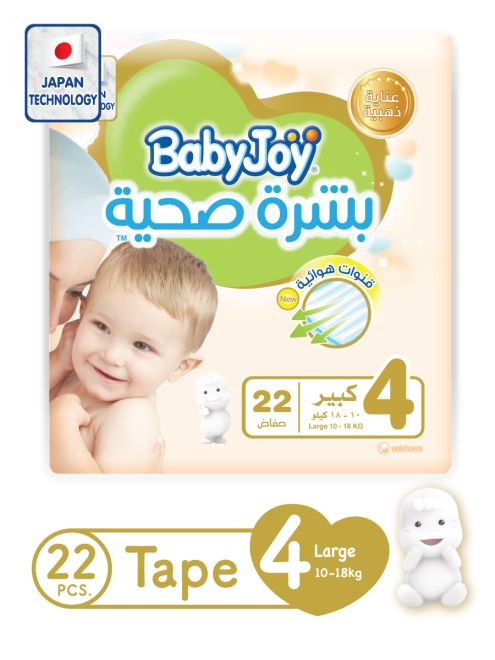 JAPAN
TECHNOLOGY
عناية
ذهبية
BabyJoy®
بشرة صحية
TM
قنوات هوائية
New
22
حفاض
كبير
١٠ - ١٨ كيلو
Large 10 - 18 KG
4
unicharm
22
PCS.
Tape
4
Large
10-18kg